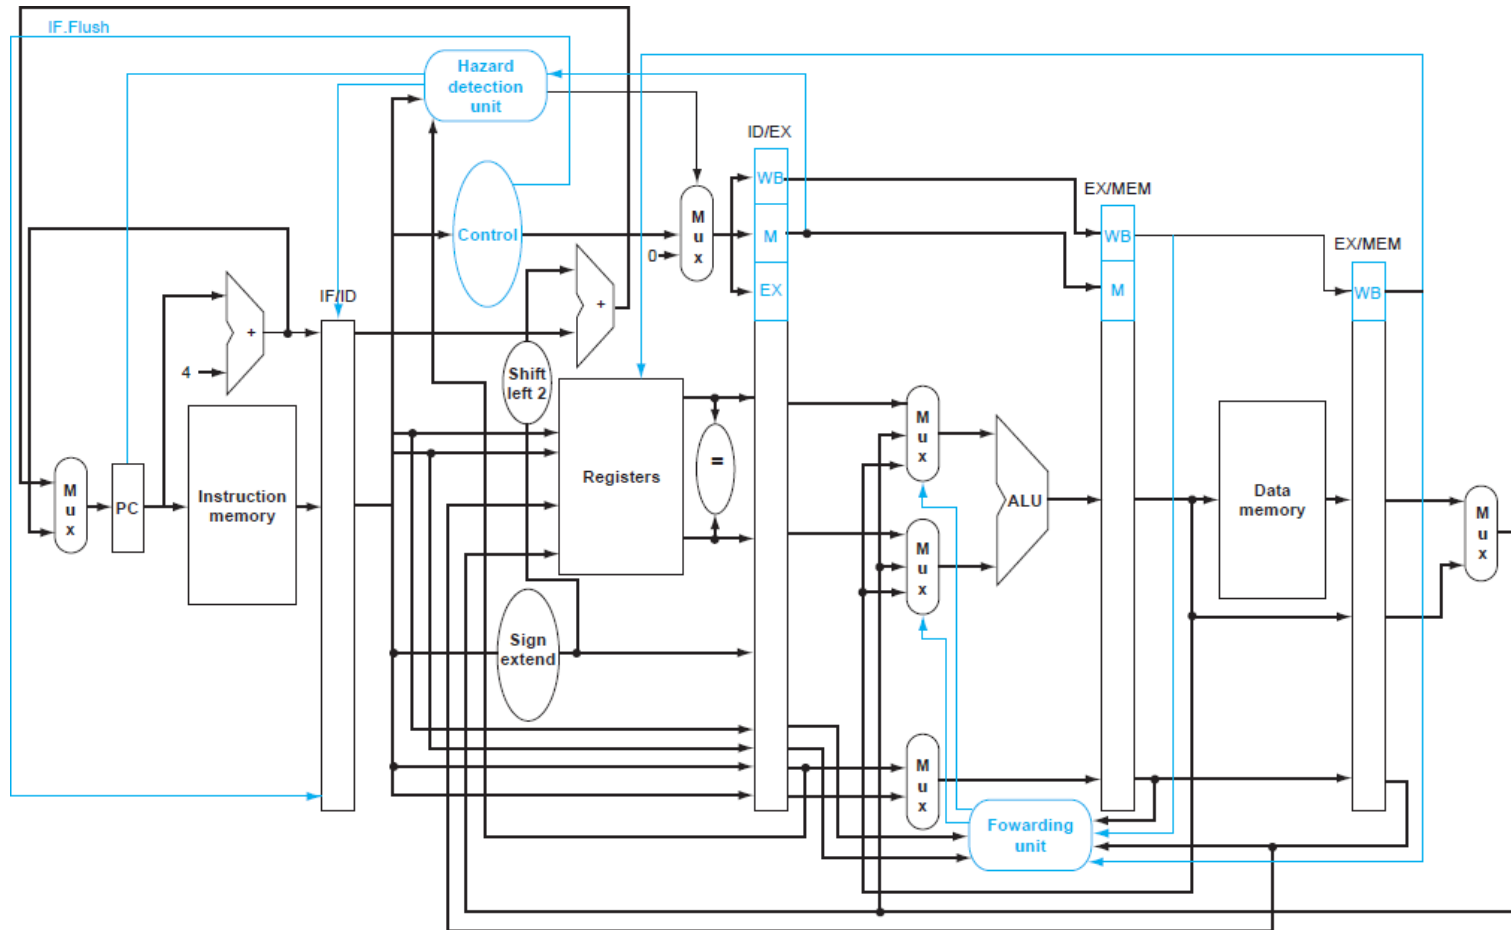 IF.Flush
Hazard
detection
unit
ID/EX
WB
EX/MEM
M
u
x
Control
M
WB
EX/MEM
0
EX
M
WB
IF/ID
+
+
4
Shift
left 2
M
u
x
Registers
=
M
u
x
PC
Instruction
memory
ALU
Data
memory
M
u
x
M
u
x
Sign
extend
M
u
x
Fowarding
unit